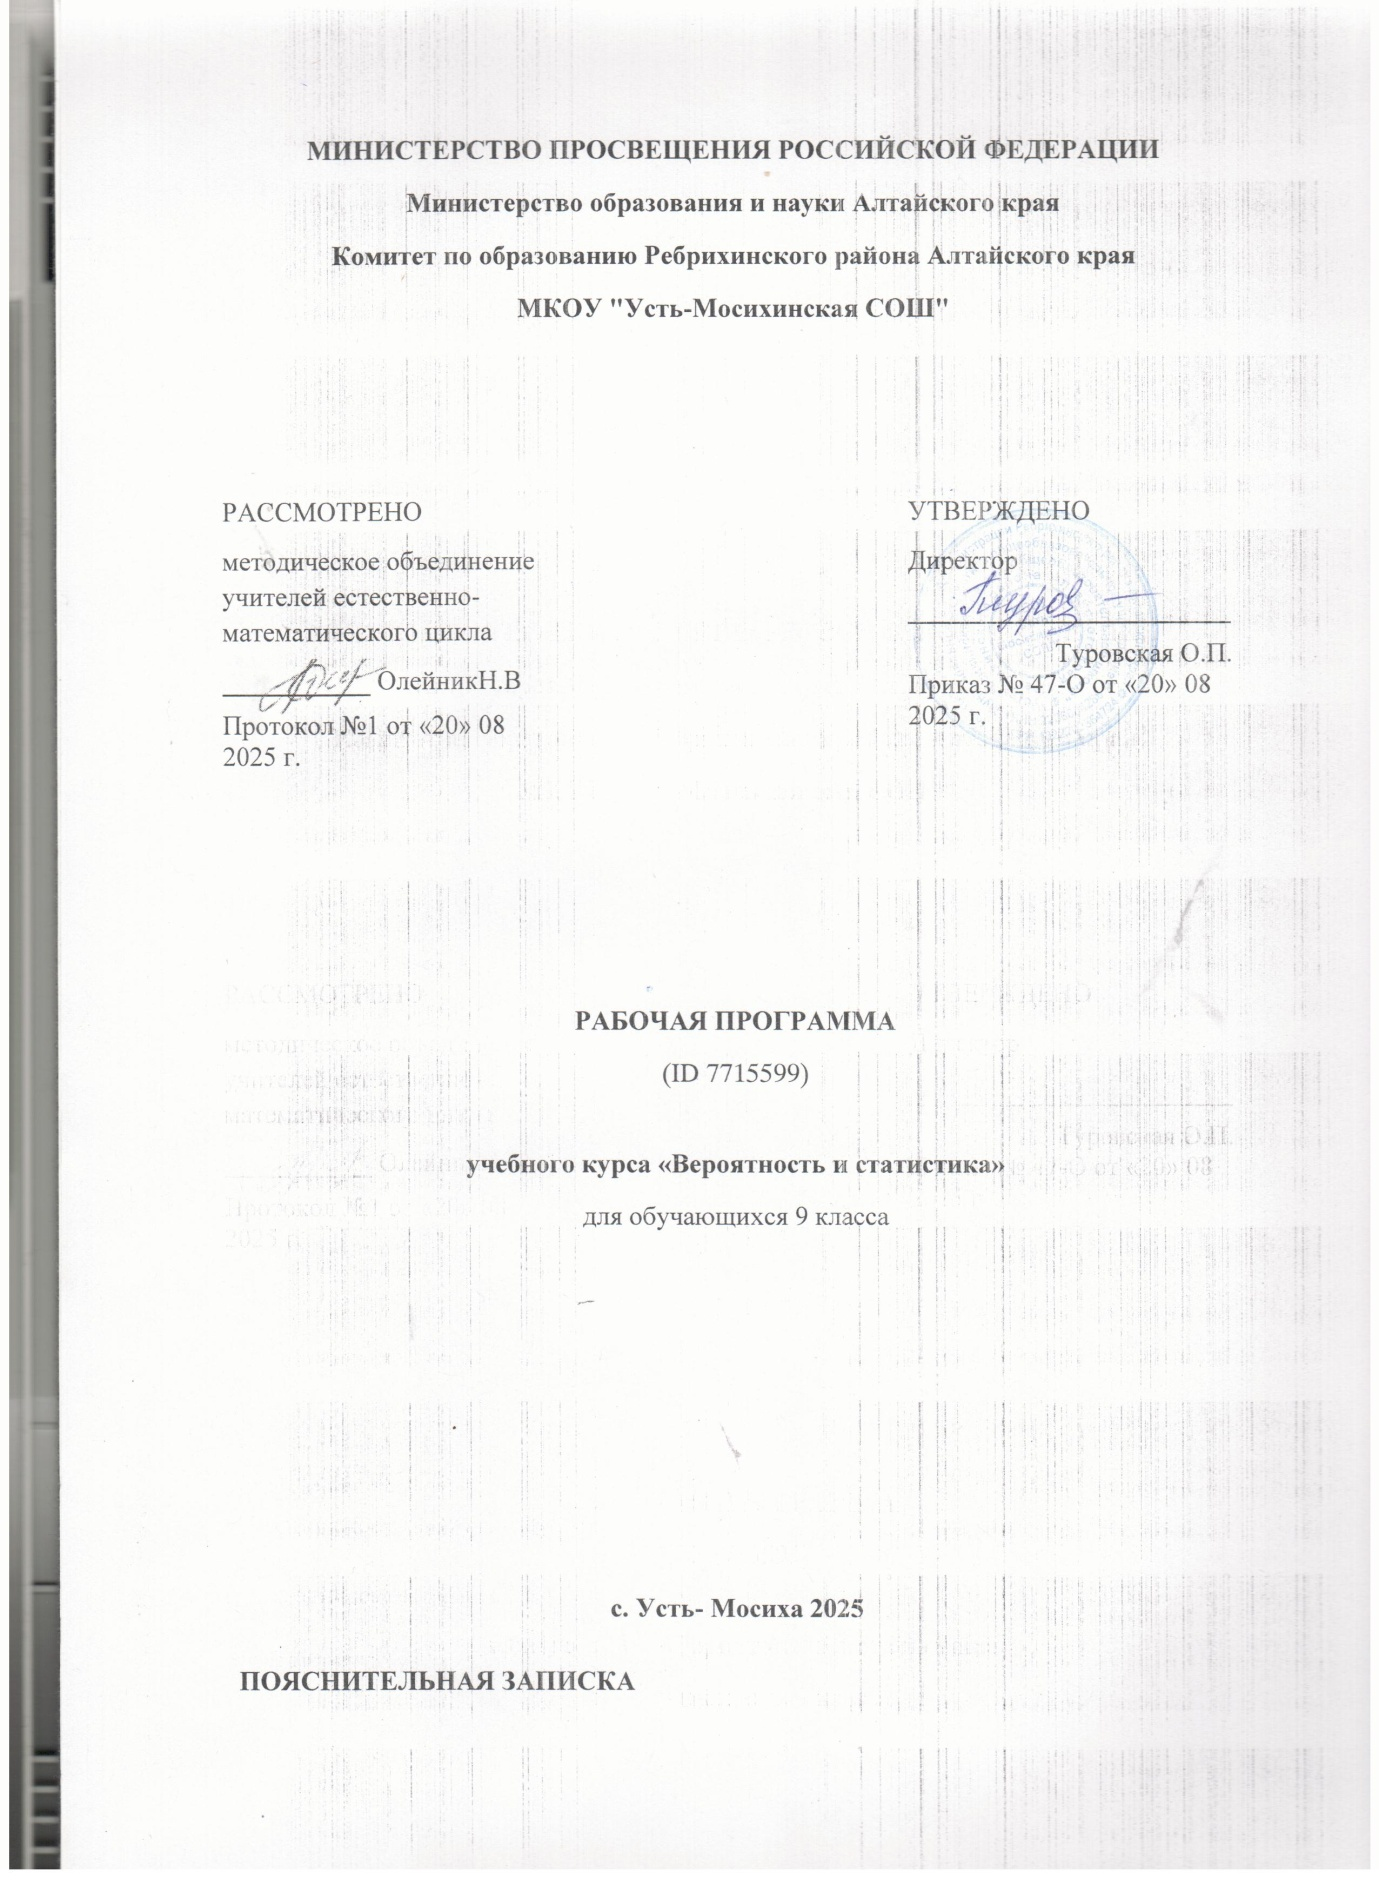 МИНИСТЕРСТВО ПРОСВЕЩЕНИЯ РОССИЙСКОЙ ФЕДЕРАЦИИ
Министерство образования и науки Алтайского края
Комитет по образованию Ребрихинского района Алтайского края
МКОУ "Усть-Мосихинская СОШ"
РАССМОТРЕНО
методическое объединение
учителей естественно-
математического цикла
ОлейникН.В
Протокол №1 от «20» 08
2025 г.
УТВЕРЖДЕНО
Директор
Туровская О.П.
Приказ № 47-О от «20» 08
2025 г.
РАБОЧАЯ ПРОГРАММА
(ID 7715599)
учебного курса «Вероятность и статистика»
для обучающихся 9 класса
с. Усть- Мосиха 2025
ПОЯСНИТЕЛЬНАЯ ЗАПИСКА